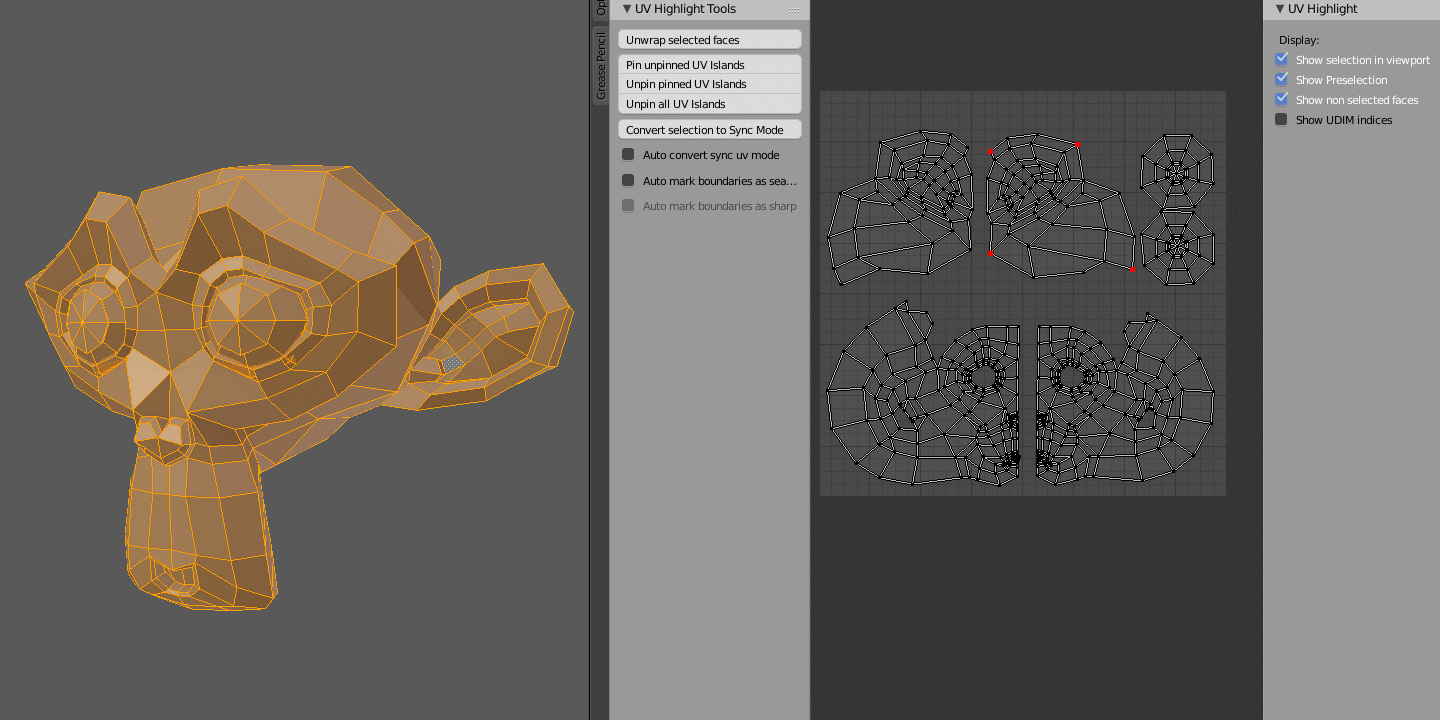 Op
Grease Pencil
UV Highlight Tools
Unwrap selected faces
Pin unpinned UV Islands
Unpin pinned UV Islands
Unpin all UV Islands
Convert selection to Sync Mode
Auto convert sync uv mode
Auto mark boundaries as sea...
Auto mark boundaries as sharp
UV Highlight
Display:
Show selection in viewport
Show Preselection
Show non selected faces
Show UDIM indices